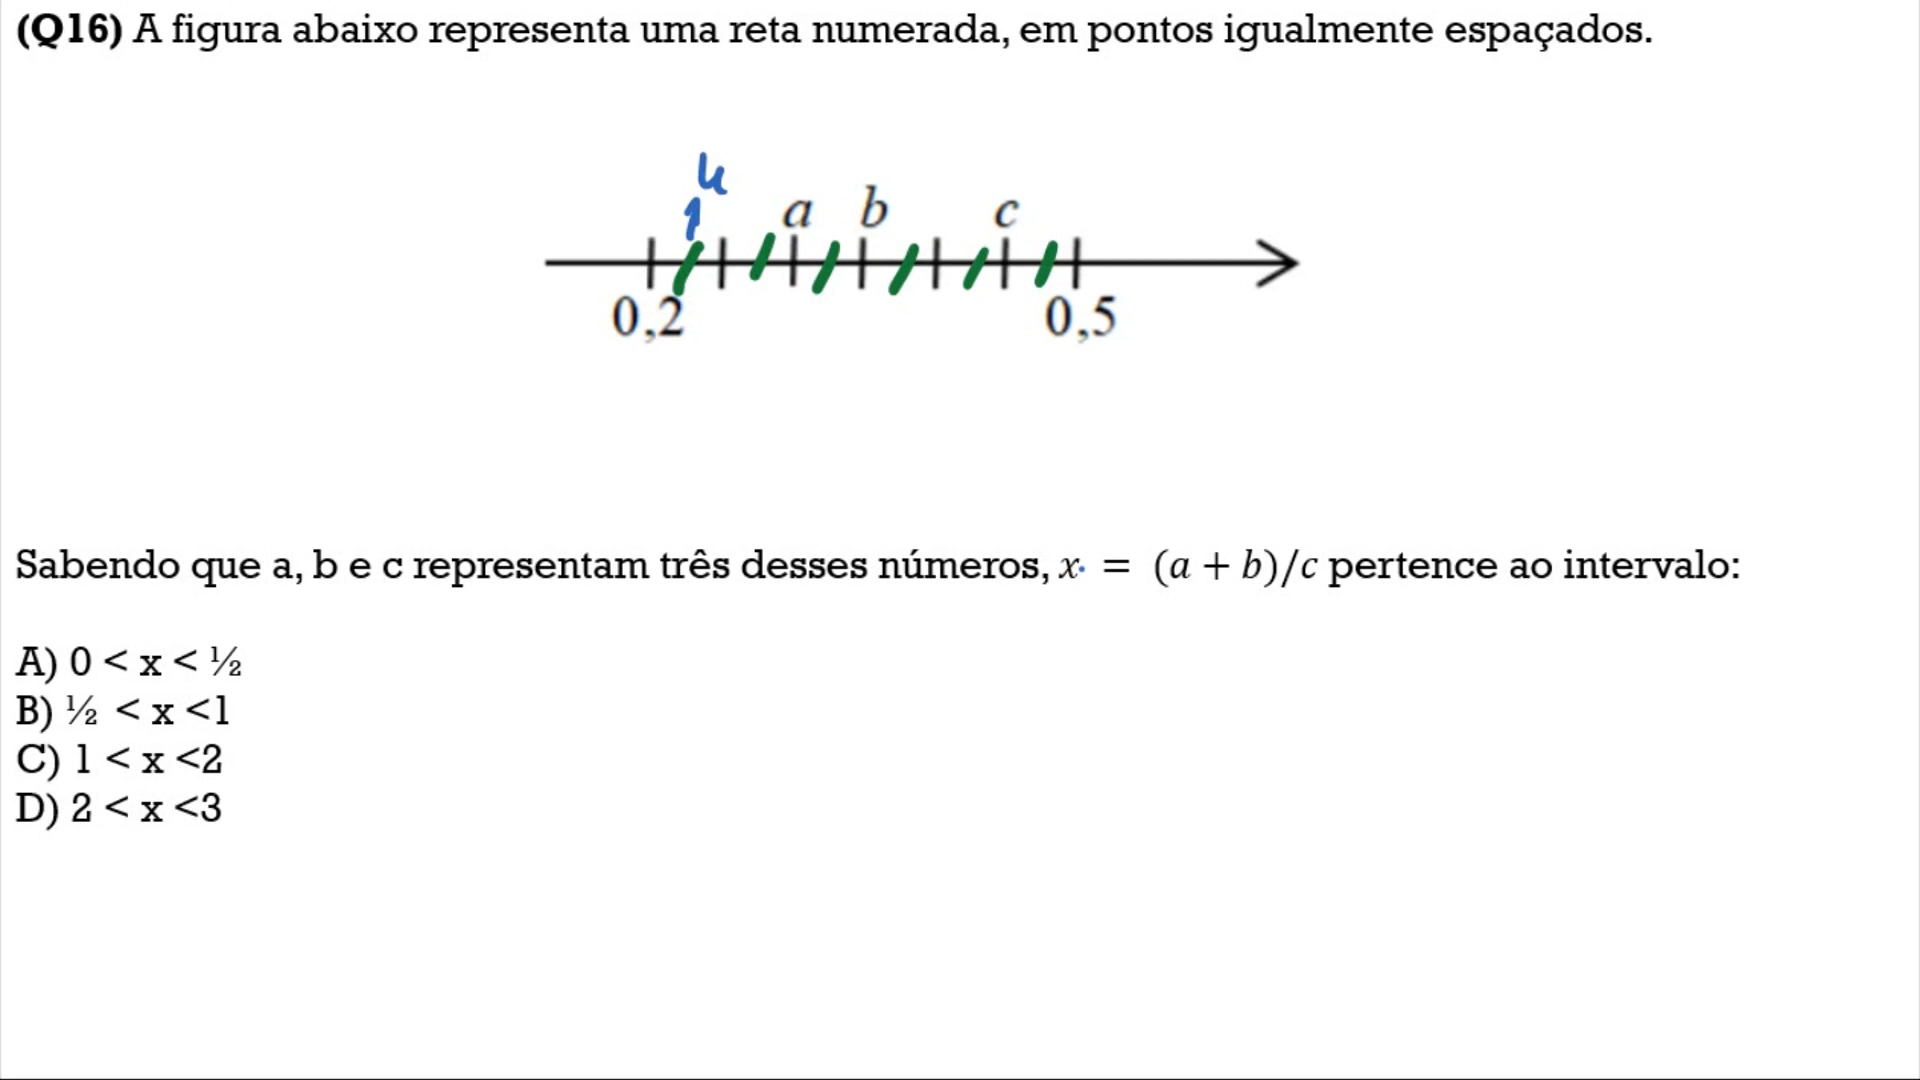 (Q16) A figura abaixo representa uma reta numerada, em pontos igualmente espaçados.
u
a b c
0,2 0,5
Sabendo que a, b e c representam três desses números, x = (a + b)/c pertence ao intervalo:
A) 0 < x < ½
B) ½ < x <1
C) 1 < x <2
D) 2 < x <3